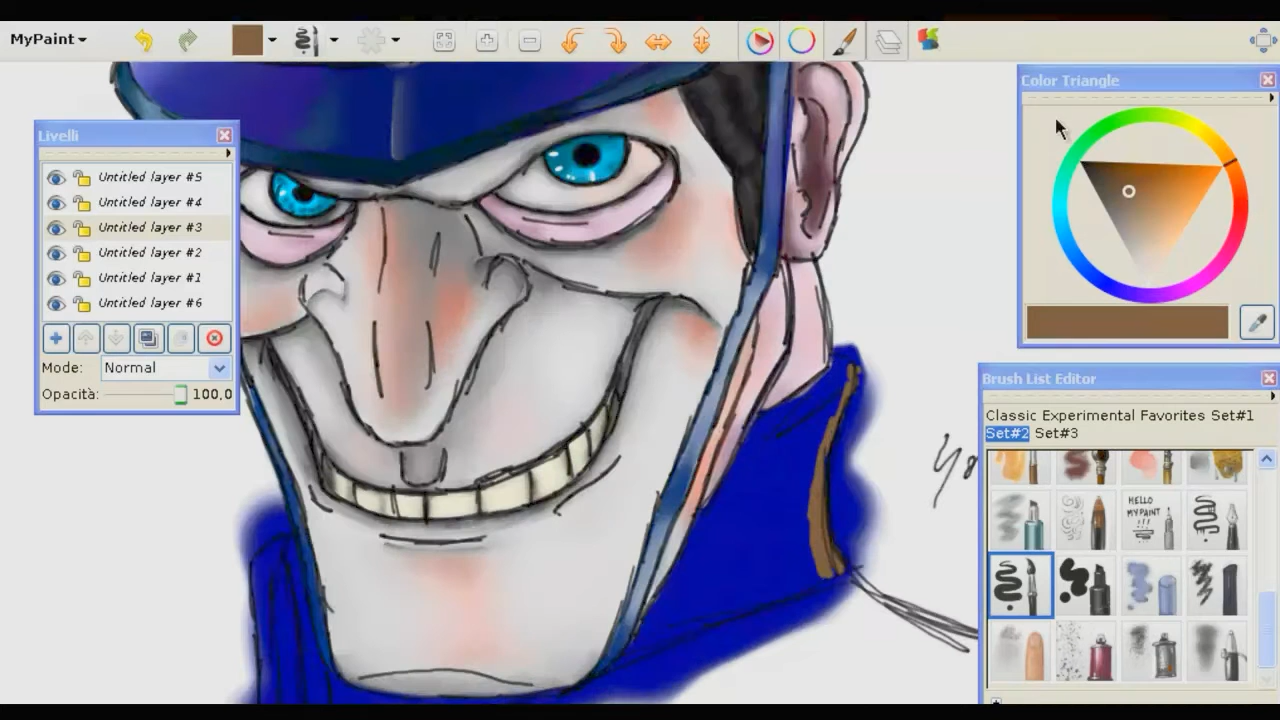 MyPaint
Livelli
Untitled layer #5
Untitled layer #4
Untitled layer #3
Untitled layer #2
Untitled layer #1
Untitled layer #6
Mode: Normal
Opacità: 100,0
Color Triangle
Brush List Editor
Classic Experimental Favorites Set#1
Set#2 Set#3
HELLO
MYPAINT
!!!